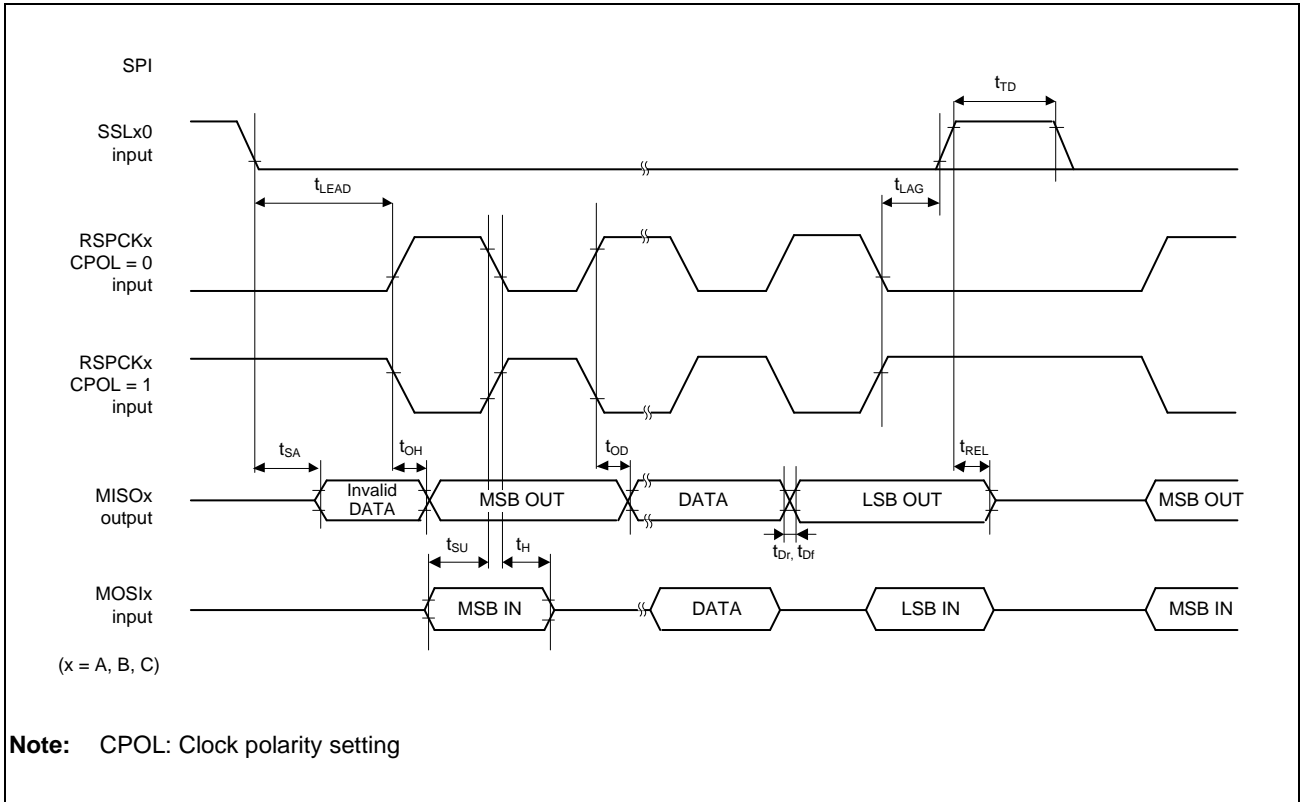 SPI
tTD
SSLx0
input
tLEAD
tLAG
RSPCKx
CPOL = 0
input
RSPCKx
CPOL = 1
input
tSA
tOH
tOD
tREL
MISOx
output
Invalid
DATA
MSB OUT
DATA
LSB OUT
MSB OUT
tSU
tH
tDr, tDf
MOSIx
input
MSB IN
DATA
LSB IN
MSB IN
(x = A, B, C)
Note: CPOL: Clock polarity setting